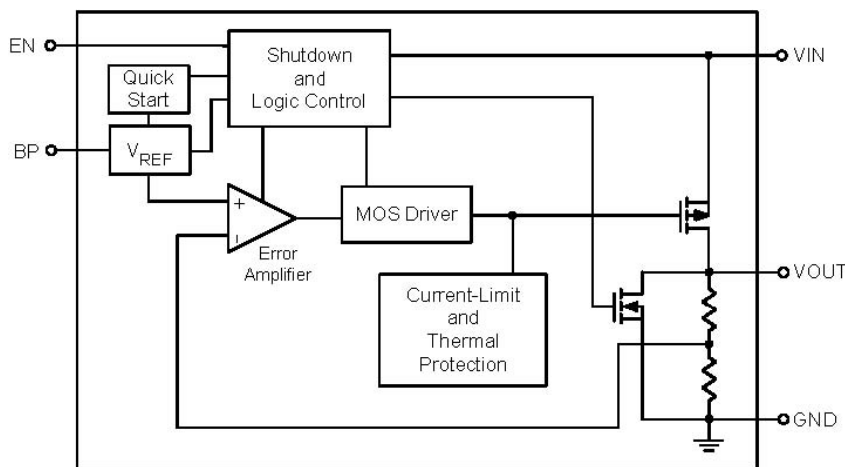 EN
Shutdown
and
Logic Control
VIN
Quick
Start
BP
VREF
+
-
MOS Driver
Error
Amplifier
VOUT
Current-Limit
and
Thermal
Protection
GND